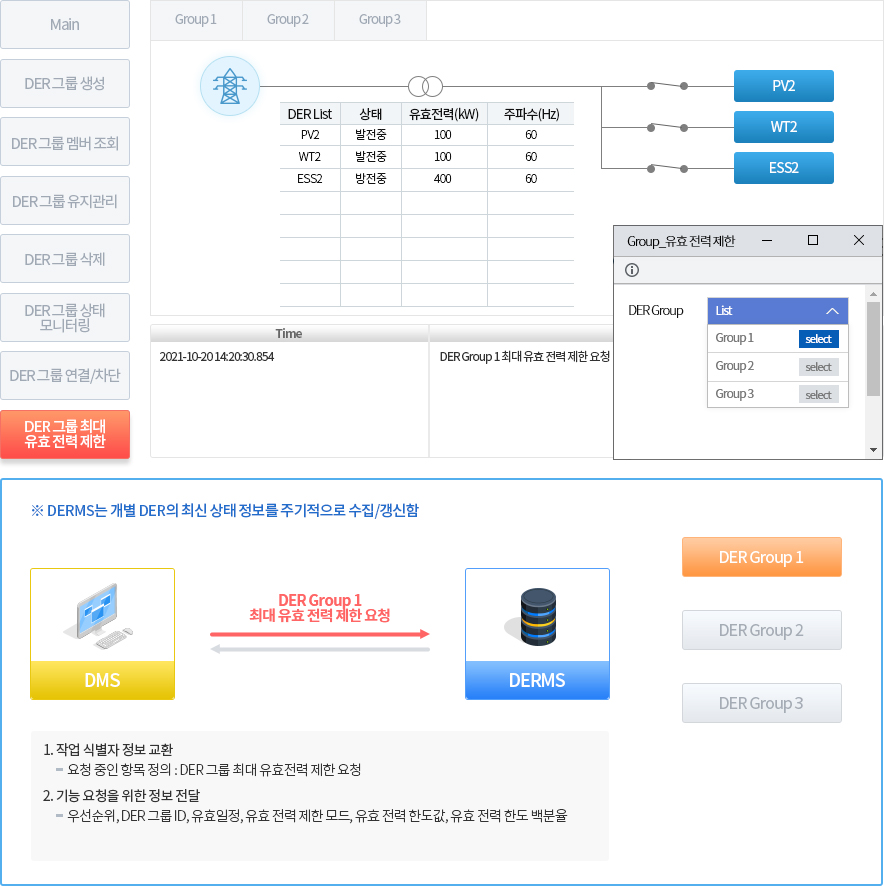 Main
DER 그룹 생성
DER 그룹 멤버 조회
DER 그룹 유지관리
DER 그룹 삭제
DER 그룹 상태
모니터링
DER 그룹 연결/차단
DER 그룹 최대
유효 전력 제한
Group 1 Group 2 Group 3
DER List 상태 유효전력(kW) 주파수(Hz)
PV2 발전중 100 60
WT2 발전중 100 60
ESS2 방전중 400 60
PV2
WT2
ESS2
Time
2021-10-20 14:20:30.854 DER Group 1 최대 유효 전력 제한 요청
Group_유효 전력 제한
DER Group List
Group 1 select
Group 2 select
Group 3 select
※ DERMS는 개별 DER의 최신 상태 정보를 주기적으로 수집/갱신함
DER Group 1
최대 유효 전력 제한 요청
DMS
DERMS
DER Group 1
DER Group 2
DER Group 3
1. 작업 식별자 정보 교환
– 요청 중인 항목 정의 : DER 그룹 최대 유효전력 제한 요청
2. 기능 요청을 위한 정보 전달
– 우선순위, DER 그룹 ID, 유효일정, 유효 전력 제한 모드, 유효 전력 한도값, 유효 전력 한도 백분율